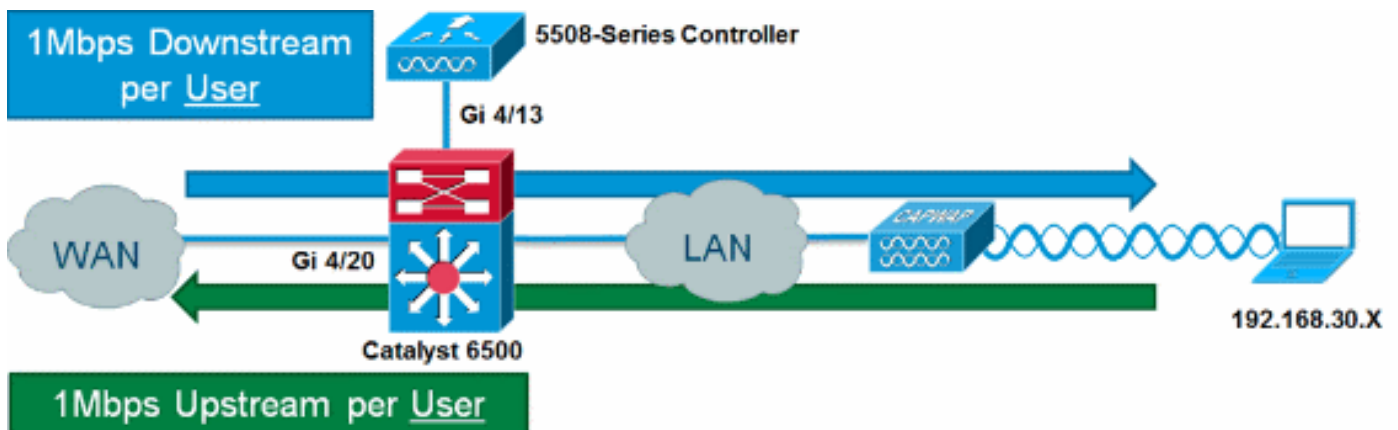 1Mbps Downstream
per User
5508-Series Controller
Gi 4/13
WAN
Gi 4/20
LAN
CAPWAP
192.168.30.X
Catalyst 6500
1Mbps Upstream per User